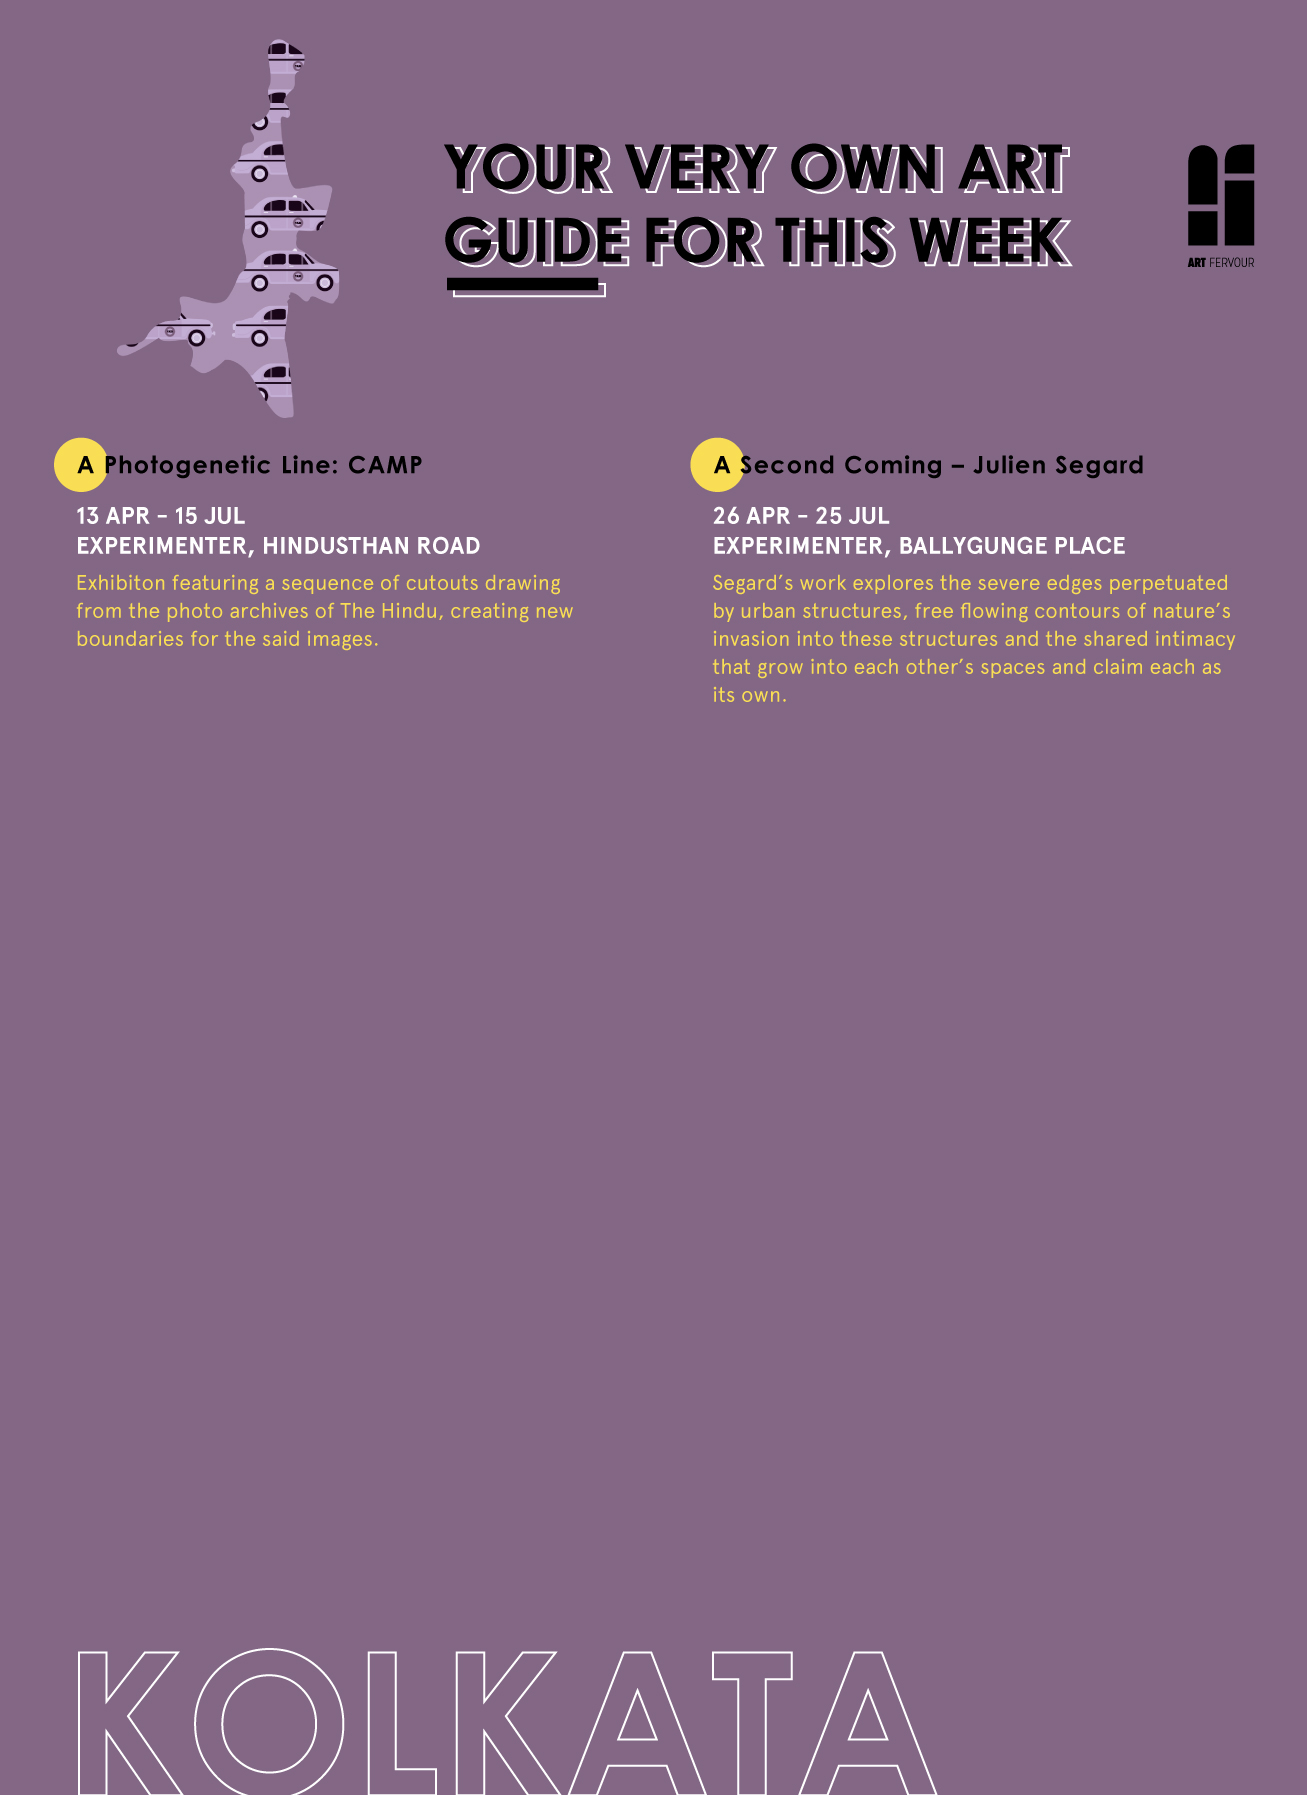 YOUR VERY OWN ART
GUIDE FOR THIS WEEK
ART FERVOUR
A Photogenetic Line: CAMP
13 APR - 15 JUL
EXPERIMENTER, HINDUSTHAN ROAD
Exhibiton featuring a sequence of cutouts drawing
from the photo archives of The Hindu, creating new
boundaries for the said images.
A Second Coming – Julien Segard
26 APR - 25 JUL
EXPERIMENTER, BALLYGUNGE PLACE
Segard’s work explores the severe edges perpetuated
by urban structures, free flowing contours of nature’s
invasion into these structures and the shared intimacy
that grow into each other’s spaces and claim each as
its own.
KOLKATA